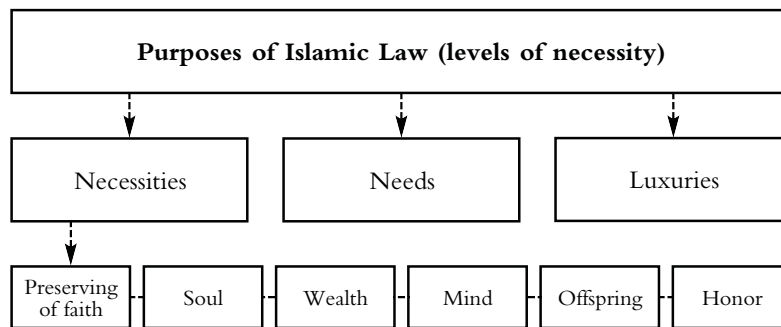 Purposes of Islamic Law (levels of necessity)
Necessities
Needs
Luxuries
Preserving
of faith
Soul
Wealth
Mind
Offspring
Honor